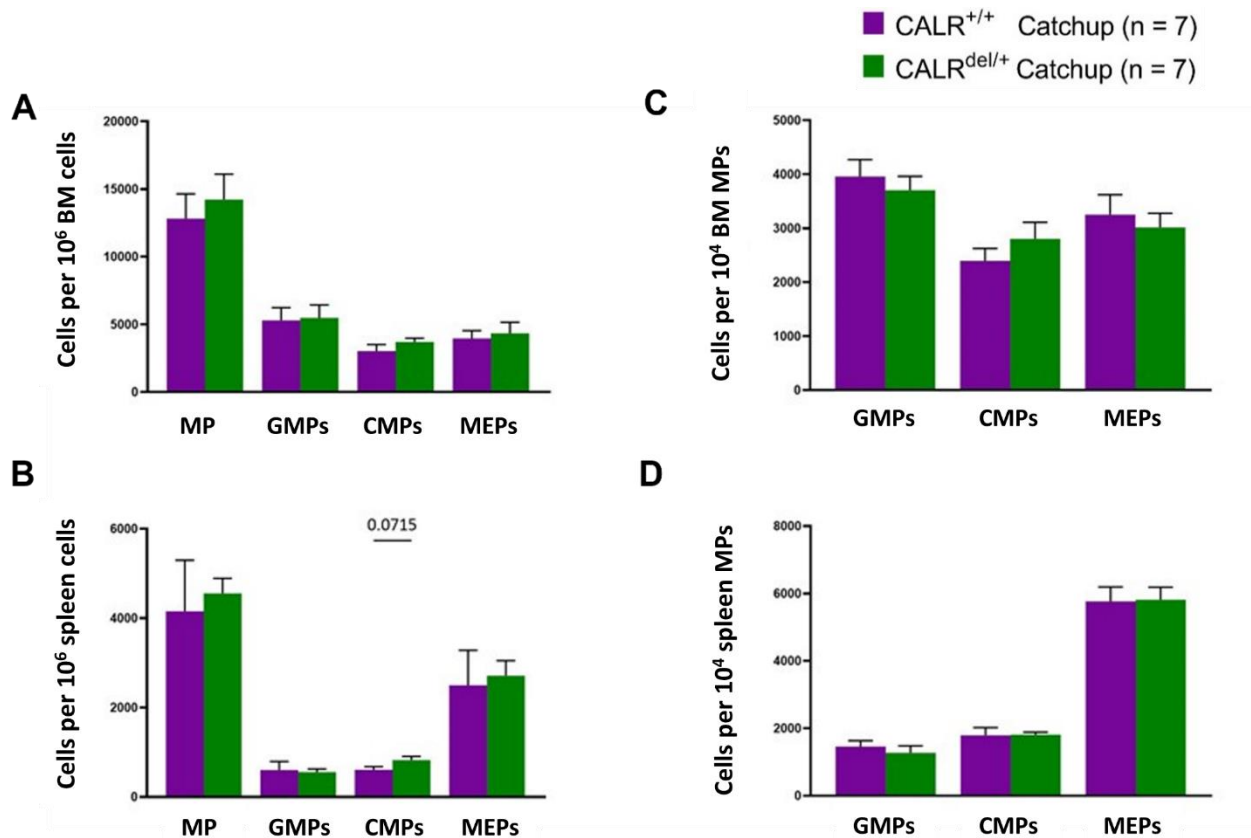 CALR+/+ Catchup (n = 7)
CALRdel/+ Catchup (n = 7)
A
Cells per 10⁶ BM cells
20000
15000
10000
5000
0
MP GMPs CMPs MEPs
C
Cells per 10⁴ BM MPs
5000
4000
3000
2000
1000
0
GMPs CMPs MEPs
B
Cells per 10⁶ spleen cells
6000
4000
2000
0
0.0715
MP GMPs CMPs MEPs
D
Cells per 10⁴ spleen MPs
8000
6000
4000
2000
0
GMPs CMPs MEPs